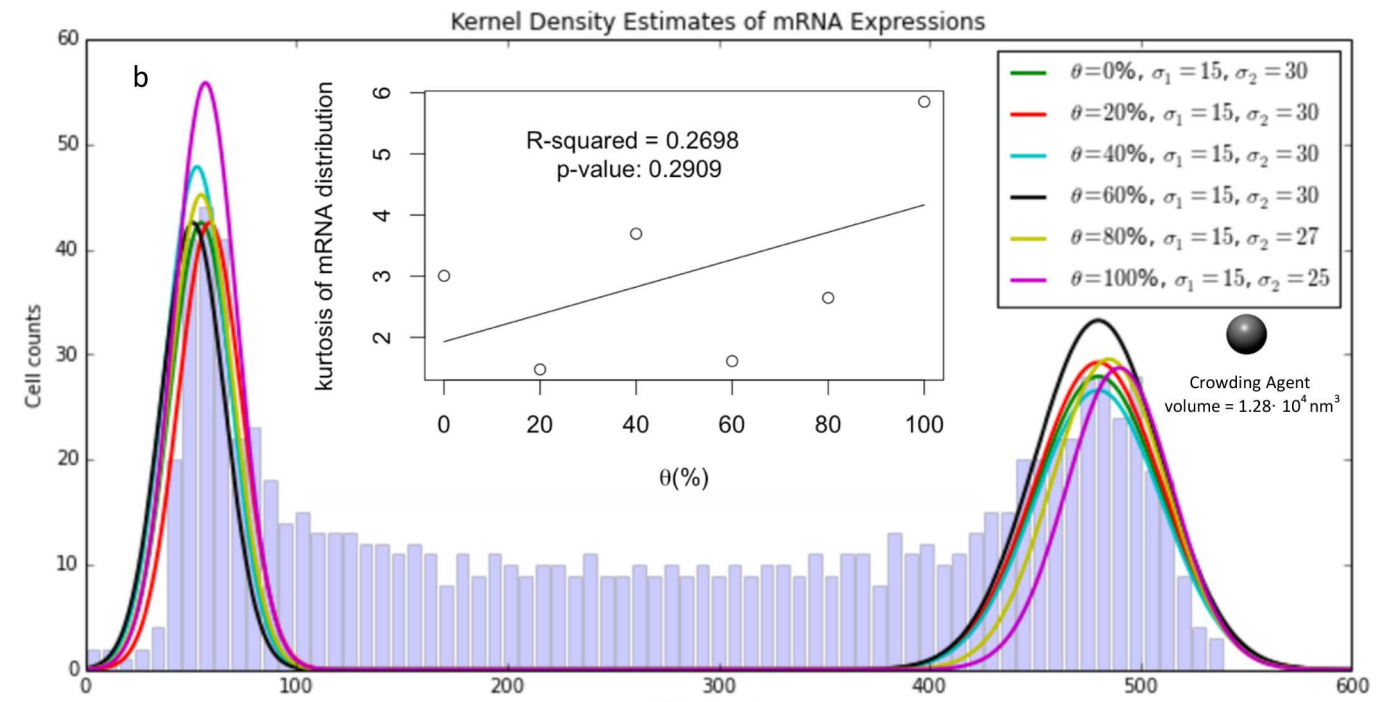 Kernel Density Estimates of mRNA Expressions
b
Cell counts
60
50
40
30
20
10
0
0 100 200 300 400 500 600
kurtosis of mRNA distribution
6
5
4
3
2
R-squared = 0.2698
p-value: 0.2909
0 20 40 60 80 100
θ(%)
θ=0%, σ₁=15, σ₂=30
θ=20%, σ₁=15, σ₂=30
θ=40%, σ₁=15, σ₂=30
θ=60%, σ₁=15, σ₂=30
θ=80%, σ₁=15, σ₂=27
θ=100%, σ₁=15, σ₂=25
Crowding Agent
volume = 1.28· 10⁴ nm³